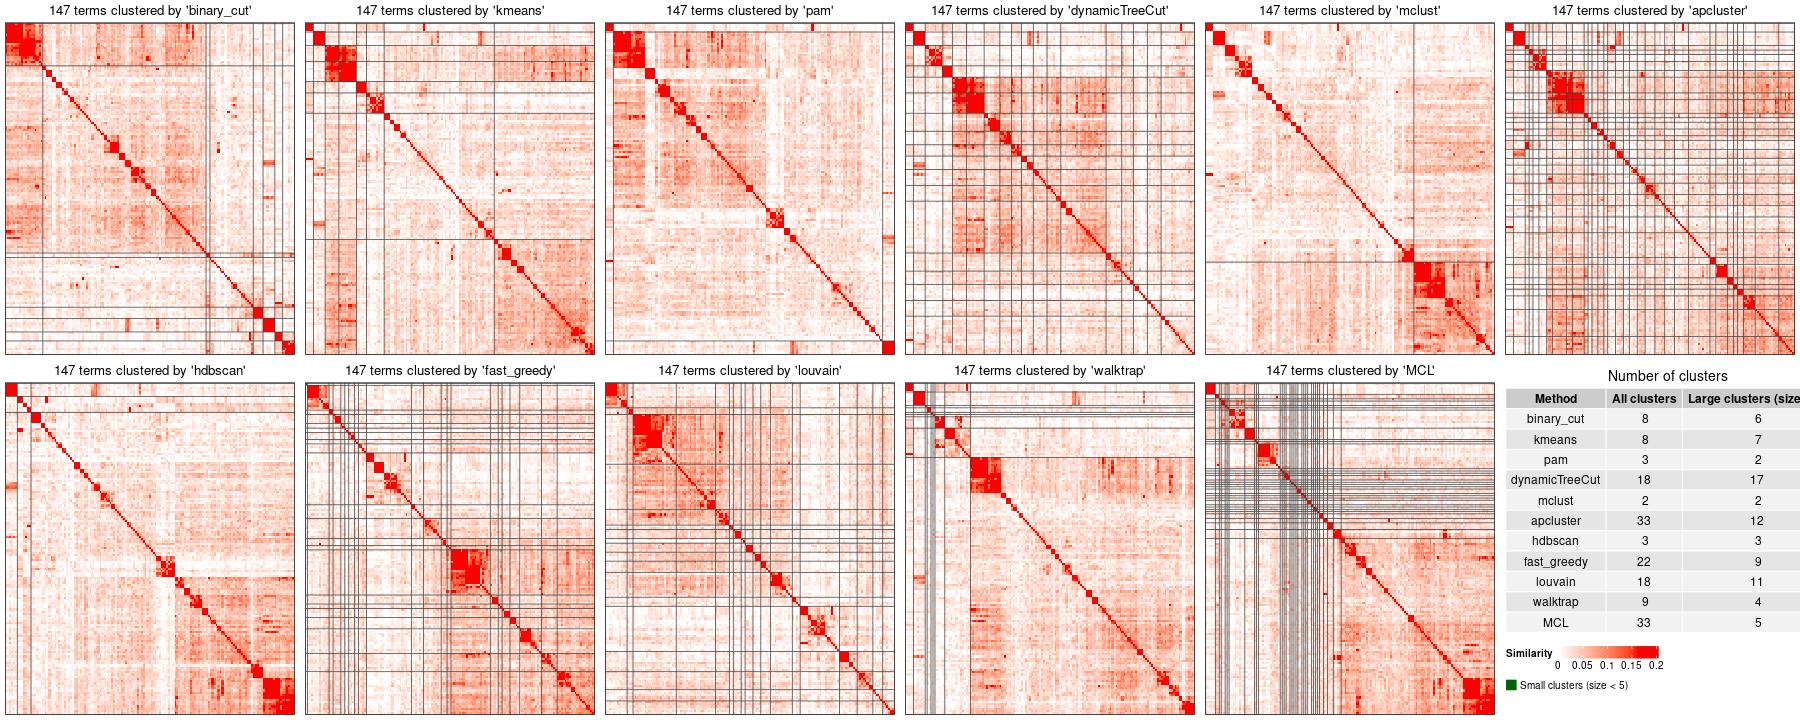 147 terms clustered by 'binary_cut'
147 terms clustered by 'kmeans'
147 terms clustered by 'pam'
147 terms clustered by 'dynamicTreeCut'
147 terms clustered by 'mclust'
147 terms clustered by 'apcluster'
147 terms clustered by 'hdbscan'
147 terms clustered by 'fast_greedy'
147 terms clustered by 'louvain'
147 terms clustered by 'walktrap'
147 terms clustered by 'MCL'
Number of clusters
Method All clusters Large clusters (size
binary_cut 8 6
kmeans 8 7
pam 3 2
dynamicTreeCut 18 17
mclust 2 2
apcluster 33 12
hdbscan 3 3
fast_greedy 22 9
louvain 18 11
walktrap 9 4
MCL 33 5
Similarity
0 0.05 0.1 0.15 0.2
Small clusters (size < 5)